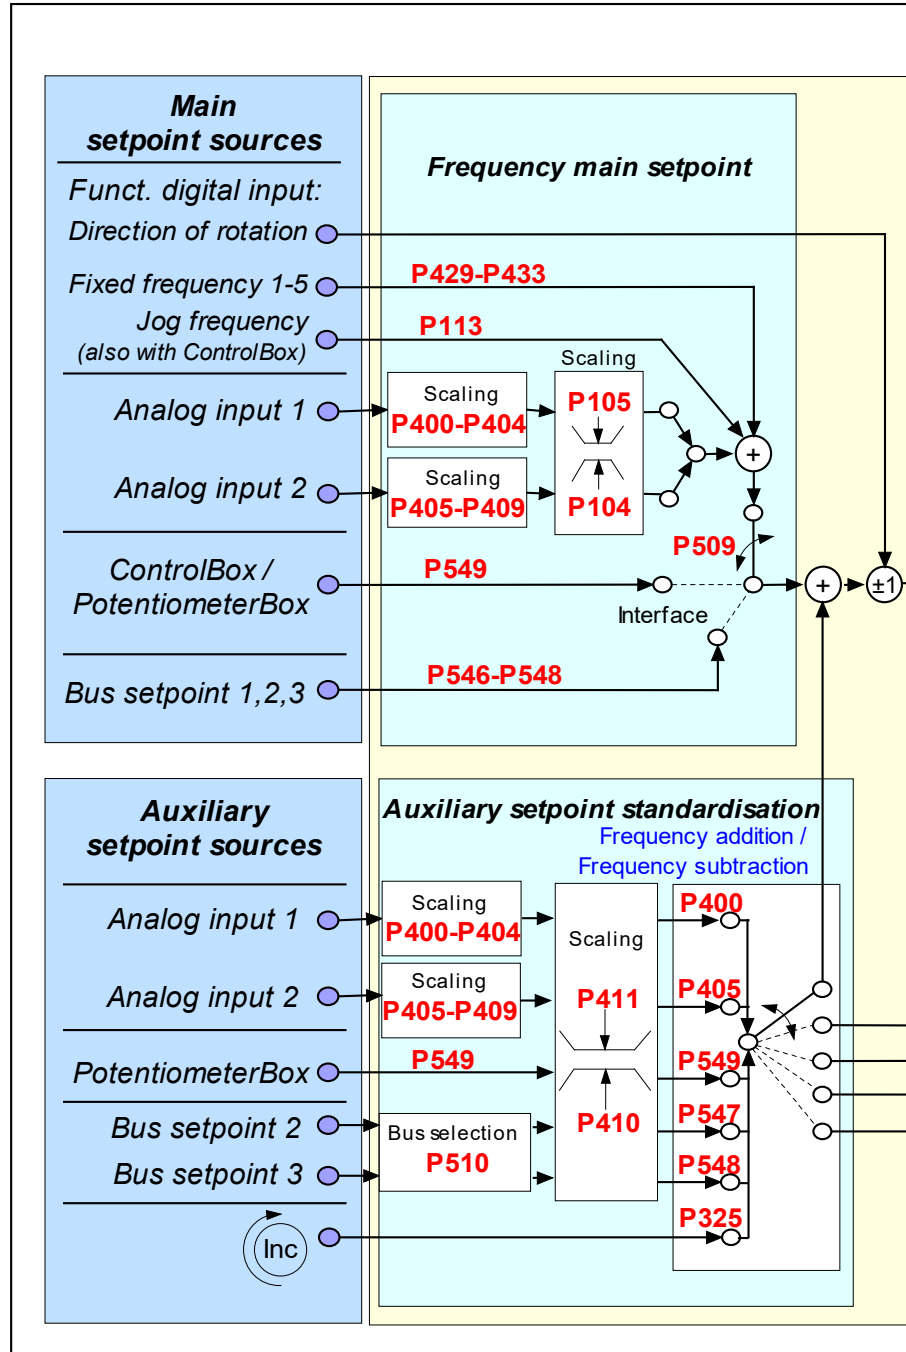 Main
setpoint sources
Funct. digital input:
Direction of rotation
Fixed frequency 1-5
Jog frequency
(also with ControlBox)
Analog input 1
Analog input 2
ControlBox /
PotentiometerBox
Bus setpoint 1,2,3
Frequency main setpoint
P429-P433
P113
Scaling
Scaling
P400-P404
P105
+
Scaling
P405-P409
P104
P509
P549
+
±1
Interface
P546-P548
Auxiliary
setpoint sources
Analog input 1
Analog input 2
PotentiometerBox
Bus setpoint 2
Bus setpoint 3
Inc
Auxiliary setpoint standardisation
Frequency addition /
Frequency subtraction
Scaling
P400-P404
Scaling
P405-P409
P549
Bus selection
P510
Scaling
P411
P410
P400
P405
P549
P547
P548
P325